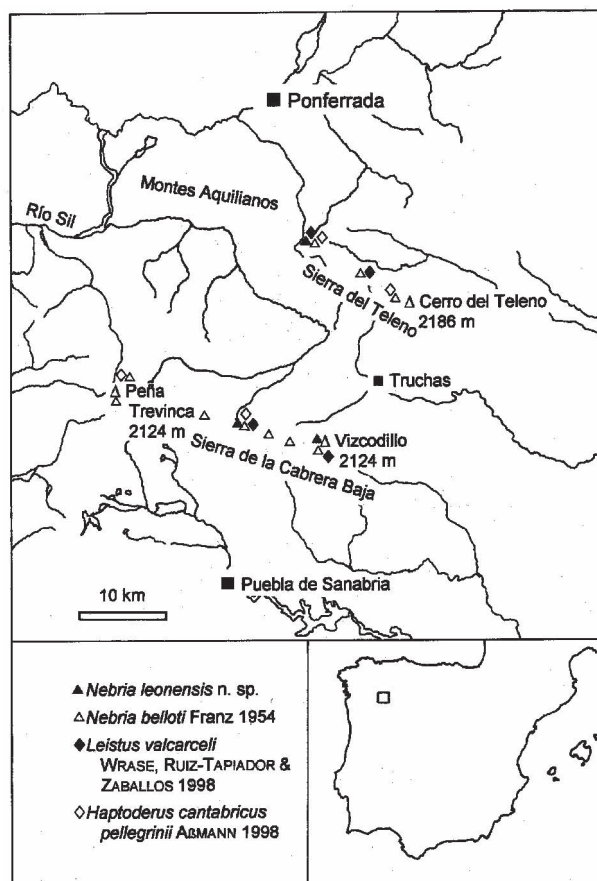 Ponferrada
Montes Aquilianos
Río Sil
Sierra del Teleno
Cerro del Teleno
2186 m
Truchas
Peña
Trevinca
2124 m
Vizcodillo
2124 m
Sierra de la Cabrera Baja
Puebla de Sanabria
10 km
Nebria leonensis n. sp.
Nebria belloti Franz 1954
Leistus valcarceli
WRASE, RUIZ-TAPIADOR &
ZABALLOS 1998
Haptoderus cantabricus
pellegrinii AßMANN 1998